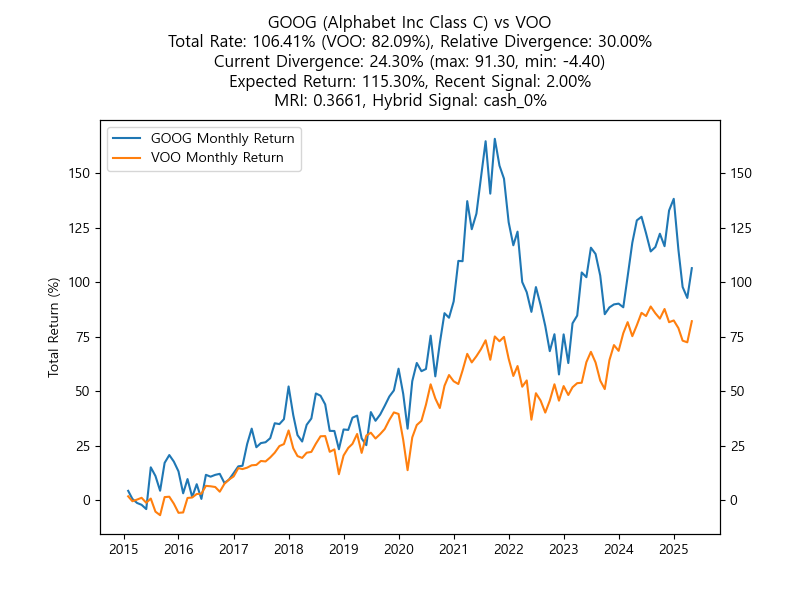 GOOG (Alphabet Inc Class C) vs VOO
Total Rate: 106.41% (VOO: 82.09%), Relative Divergence: 30.00%
Current Divergence: 24.30% (max: 91.30, min: -4.40)
Expected Return: 115.30%, Recent Signal: 2.00%
MRI: 0.3661, Hybrid Signal: cash_0%
GOOG Monthly Return
VOO Monthly Return
Total Return (%)
150 150
125 125
100 100
75 75
50 50
25 25
0 0
2015 2016 2017 2018 2019 2020 2021 2022 2023 2024 2025